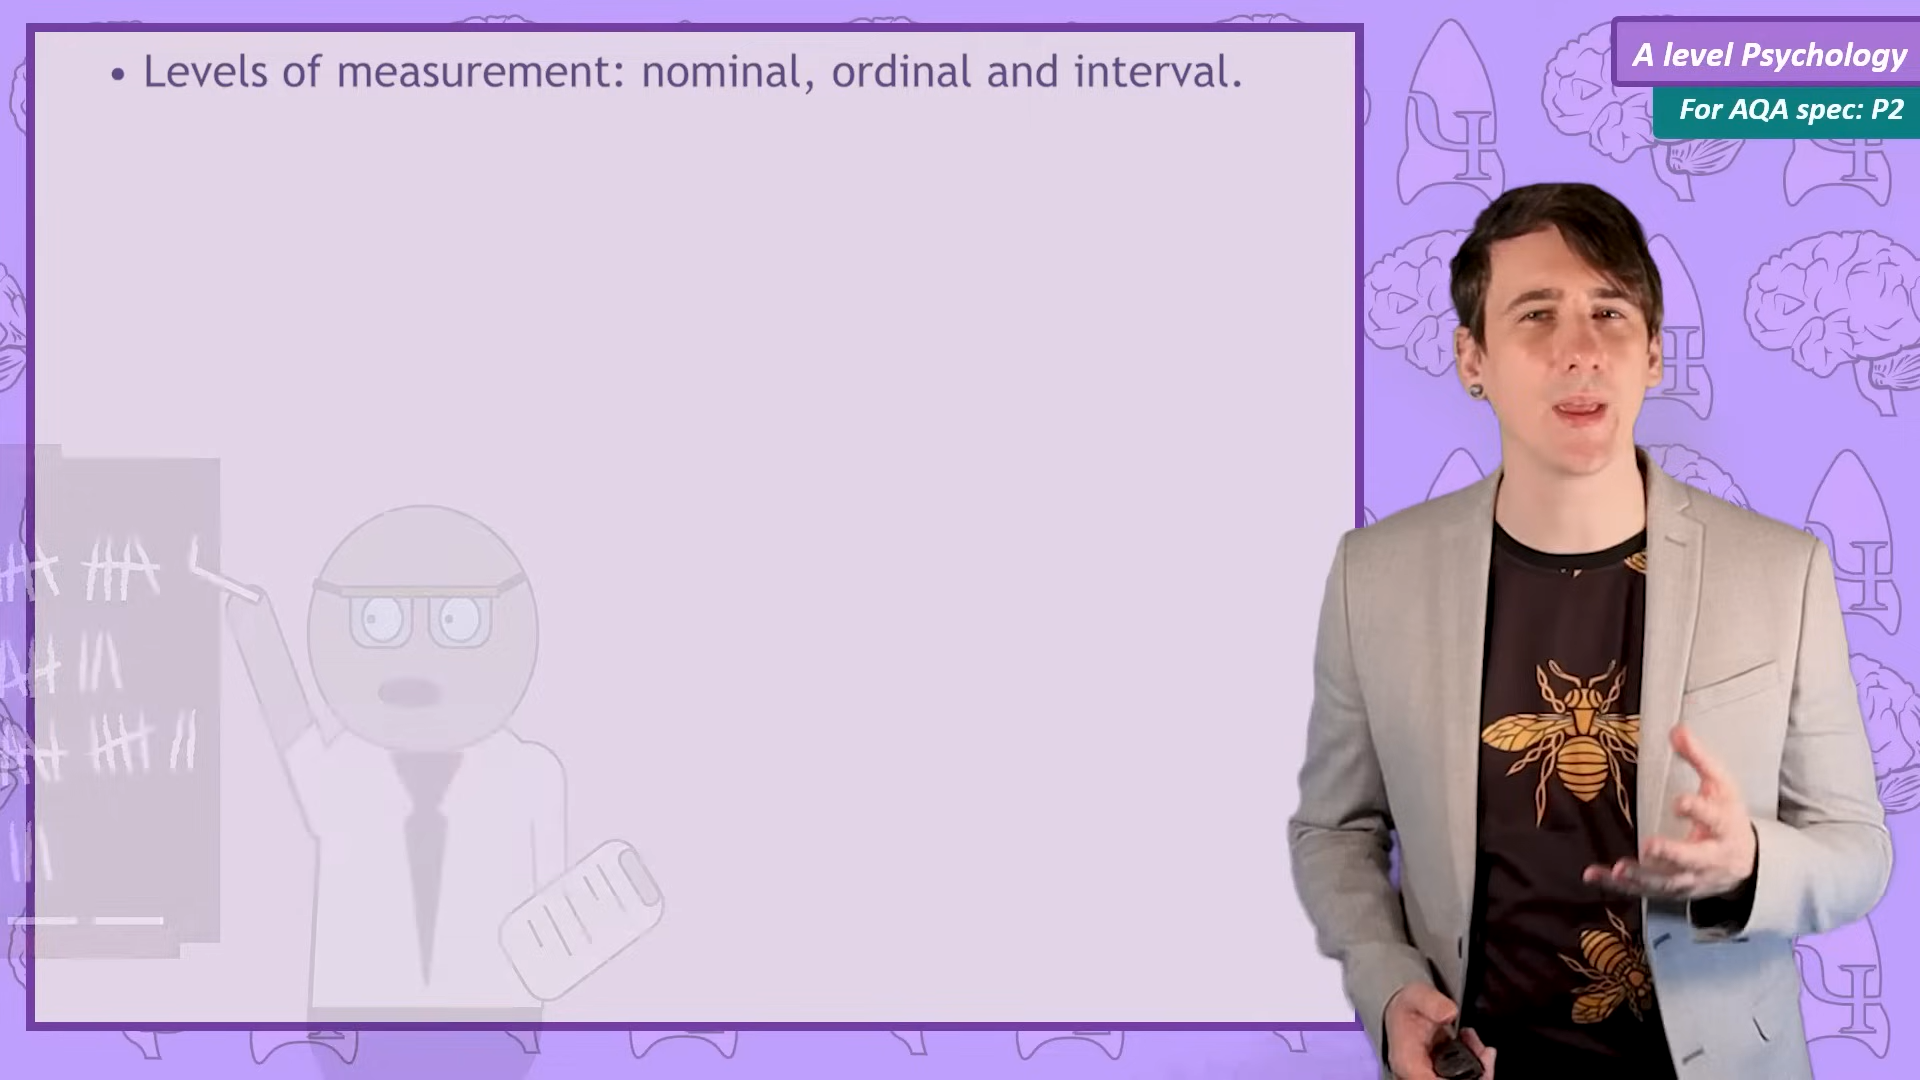 • Levels of measurement: nominal, ordinal and interval.
A level Psychology
For AQA spec: P2